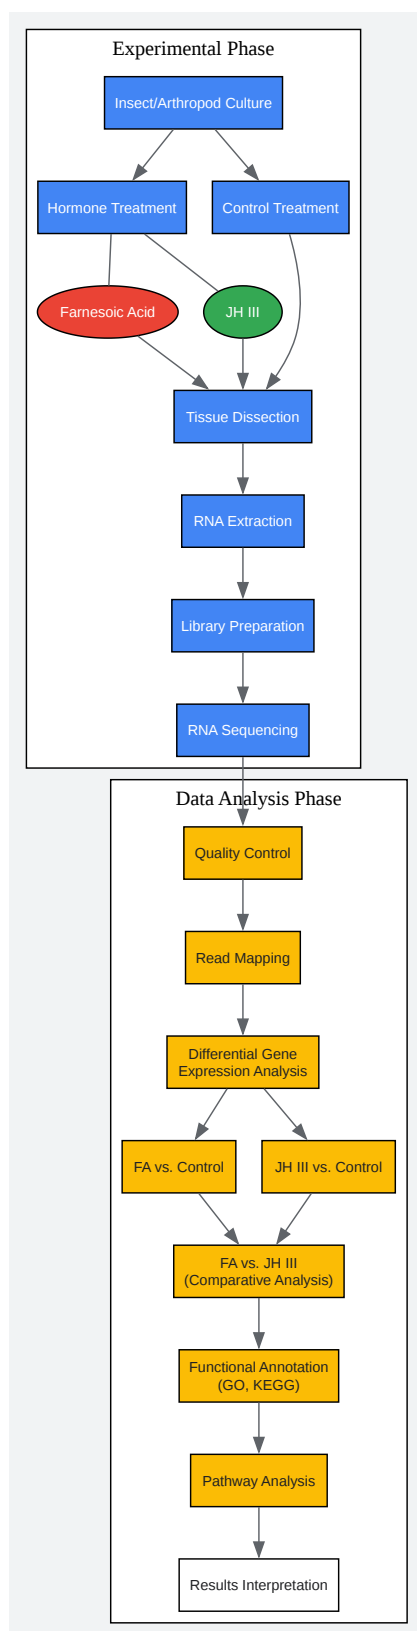 Experimental Phase
Insect/Arthropod Culture
Hormone Treatment
Control Treatment
Farnesoic Acid
JH III
Tissue Dissection
RNA Extraction
Library Preparation
RNA Sequencing
Data Analysis Phase
Quality Control
Read Mapping
Differential Gene
Expression Analysis
FA vs. Control
JH III vs. Control
FA vs. JH III
(Comparative Analysis)
Functional Annotation
(GO, KEGG)
Pathway Analysis
Results Interpretation